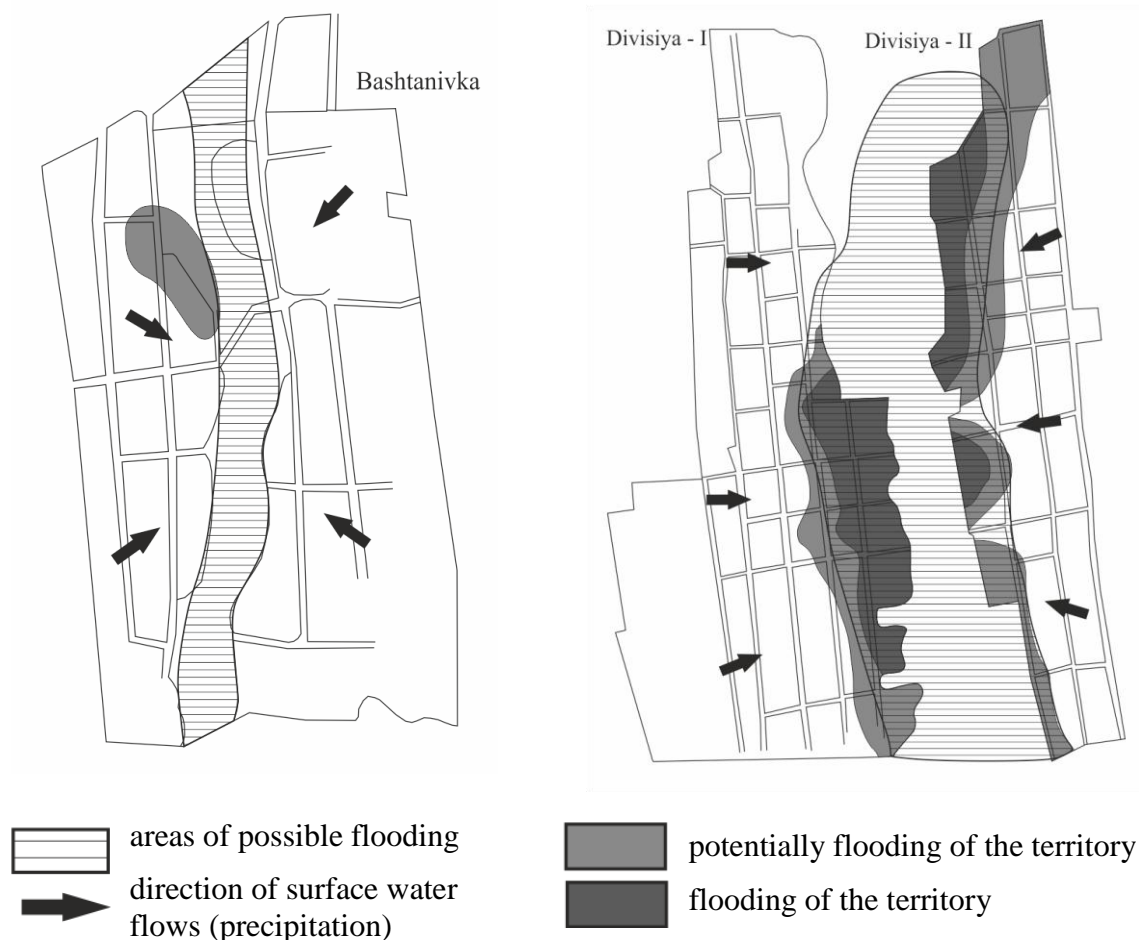 Bashtanivka
Divisiya - I
Divisiya - II
areas of possible flooding
direction of surface water
flows (precipitation)
potentially flooding of the territory
flooding of the territory